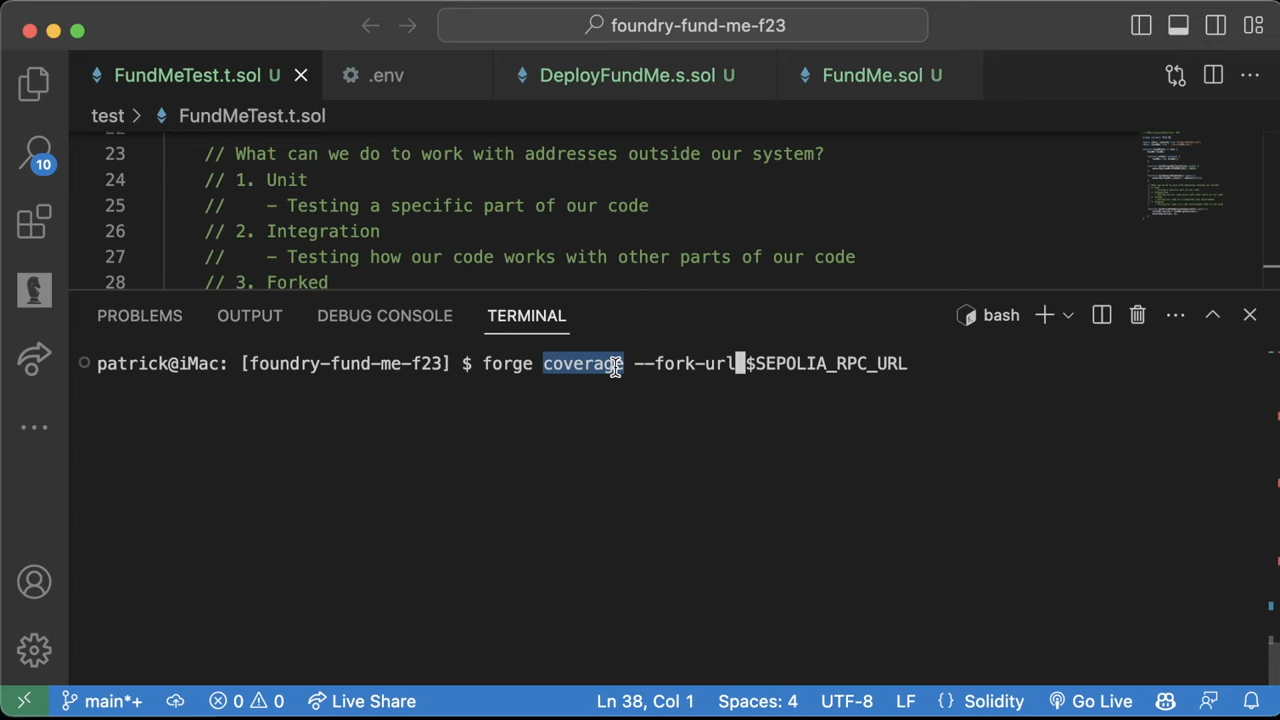 foundry-fund-me-f23
FundMeTest.t.sol U
.env
DeployFundMe.s.sol U
FundMe.sol U
test > FundMeTest.t.sol
10
23 // What can we do to work with addresses outside our system?
24 // 1. Unit
25 // - Testing a specific part of our code
26 // 2. Integration
27 // - Testing how our code works with other parts of our code
28 // 3. Forked
PROBLEMS OUTPUT DEBUG CONSOLE TERMINAL bash
patrick@iMac: [foundry-fund-me-f23] $ forge coverage --fork-url $SEPOLIA_RPC_URL
main*+ 0 0 Live Share Ln 38, Col 1 Spaces: 4 UTF-8 LF {} Solidity Go Live